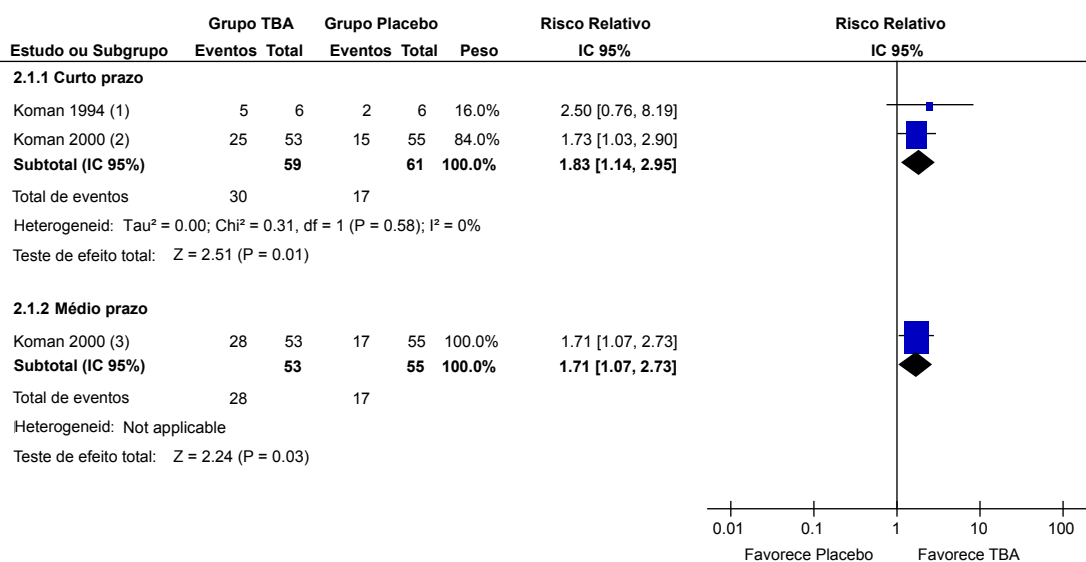 Grupo TBA Grupo Placebo Risco Relativo Risco Relativo
Estudo ou Subgrupo Eventos Total Eventos Total Peso IC 95% IC 95%
2.1.1 Curto prazo
Koman 1994 (1) 5 6 2 6 16.0% 2.50 [0.76, 8.19]
Koman 2000 (2) 25 53 15 55 84.0% 1.73 [1.03, 2.90]
Subtotal (IC 95%) 59 61 100.0% 1.83 [1.14, 2.95]
Total de eventos 30 17
Heterogeneid: Tau² = 0.00; Chi² = 0.31, df = 1 (P = 0.58); I² = 0%
Teste de efeito total: Z = 2.51 (P = 0.01)
2.1.2 Médio prazo
Koman 2000 (3) 28 53 17 55 100.0% 1.71 [1.07, 2.73]
Subtotal (IC 95%) 53 55 100.0% 1.71 [1.07, 2.73]
Total de eventos 28 17
Heterogeneid: Not applicable
Teste de efeito total: Z = 2.24 (P = 0.03)
0.01 0.1 1 10 100
Favorece Placebo Favorece TBA